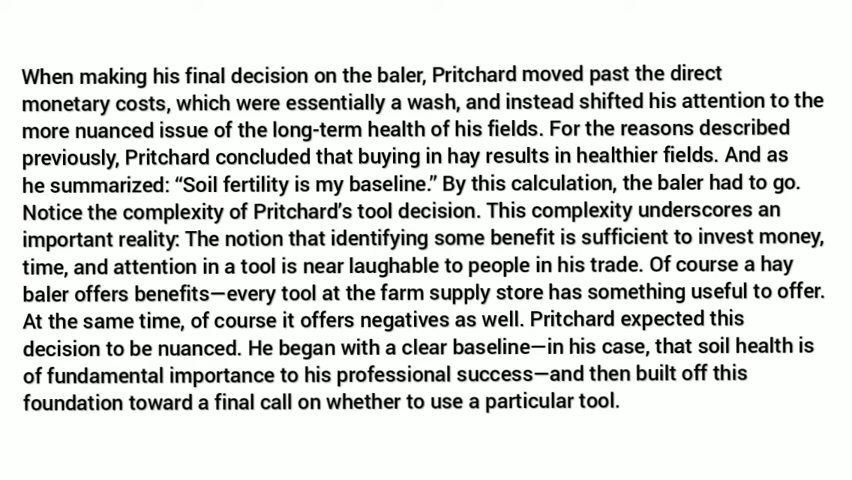 When making his final decision on the baler, Pritchard moved past the direct
monetary costs, which were essentially a wash, and instead shifted his attention to the
more nuanced issue of the long-term health of his fields. For the reasons described
previously, Pritchard concluded that buying in hay results in healthier fields. And as
he summarized: “Soil fertility is my baseline.” By this calculation, the baler had to go.
Notice the complexity of Pritchard’s tool decision. This complexity underscores an
important reality: The notion that identifying some benefit is sufficient to invest money,
time, and attention in a tool is near laughable to people in his trade. Of course a hay
baler offers benefits—every tool at the farm supply store has something useful to offer.
At the same time, of course it offers negatives as well. Pritchard expected this
decision to be nuanced. He began with a clear baseline—in his case, that soil health is
of fundamental importance to his professional success—and then built off this
foundation toward a final call on whether to use a particular tool.